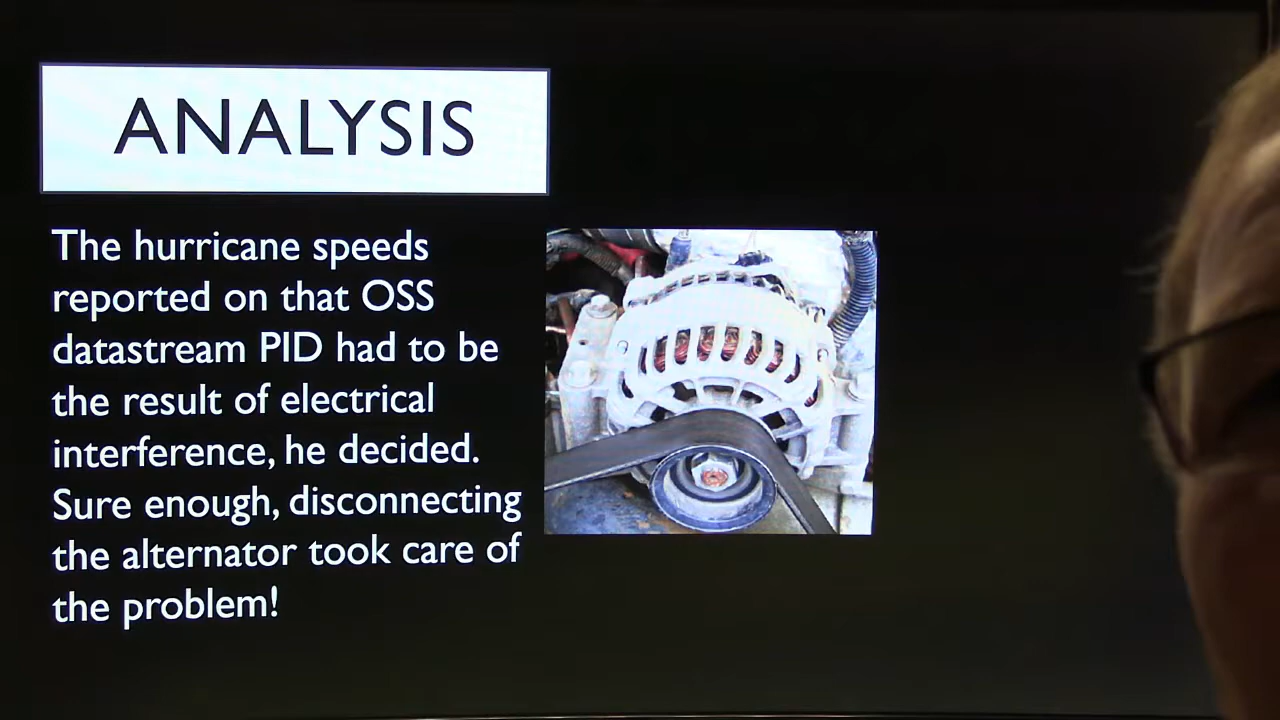 ANALYSIS
The hurricane speeds
reported on that OSS
datastream PID had to be
the result of electrical
interference, he decided.
Sure enough, disconnecting
the alternator took care of
the problem!